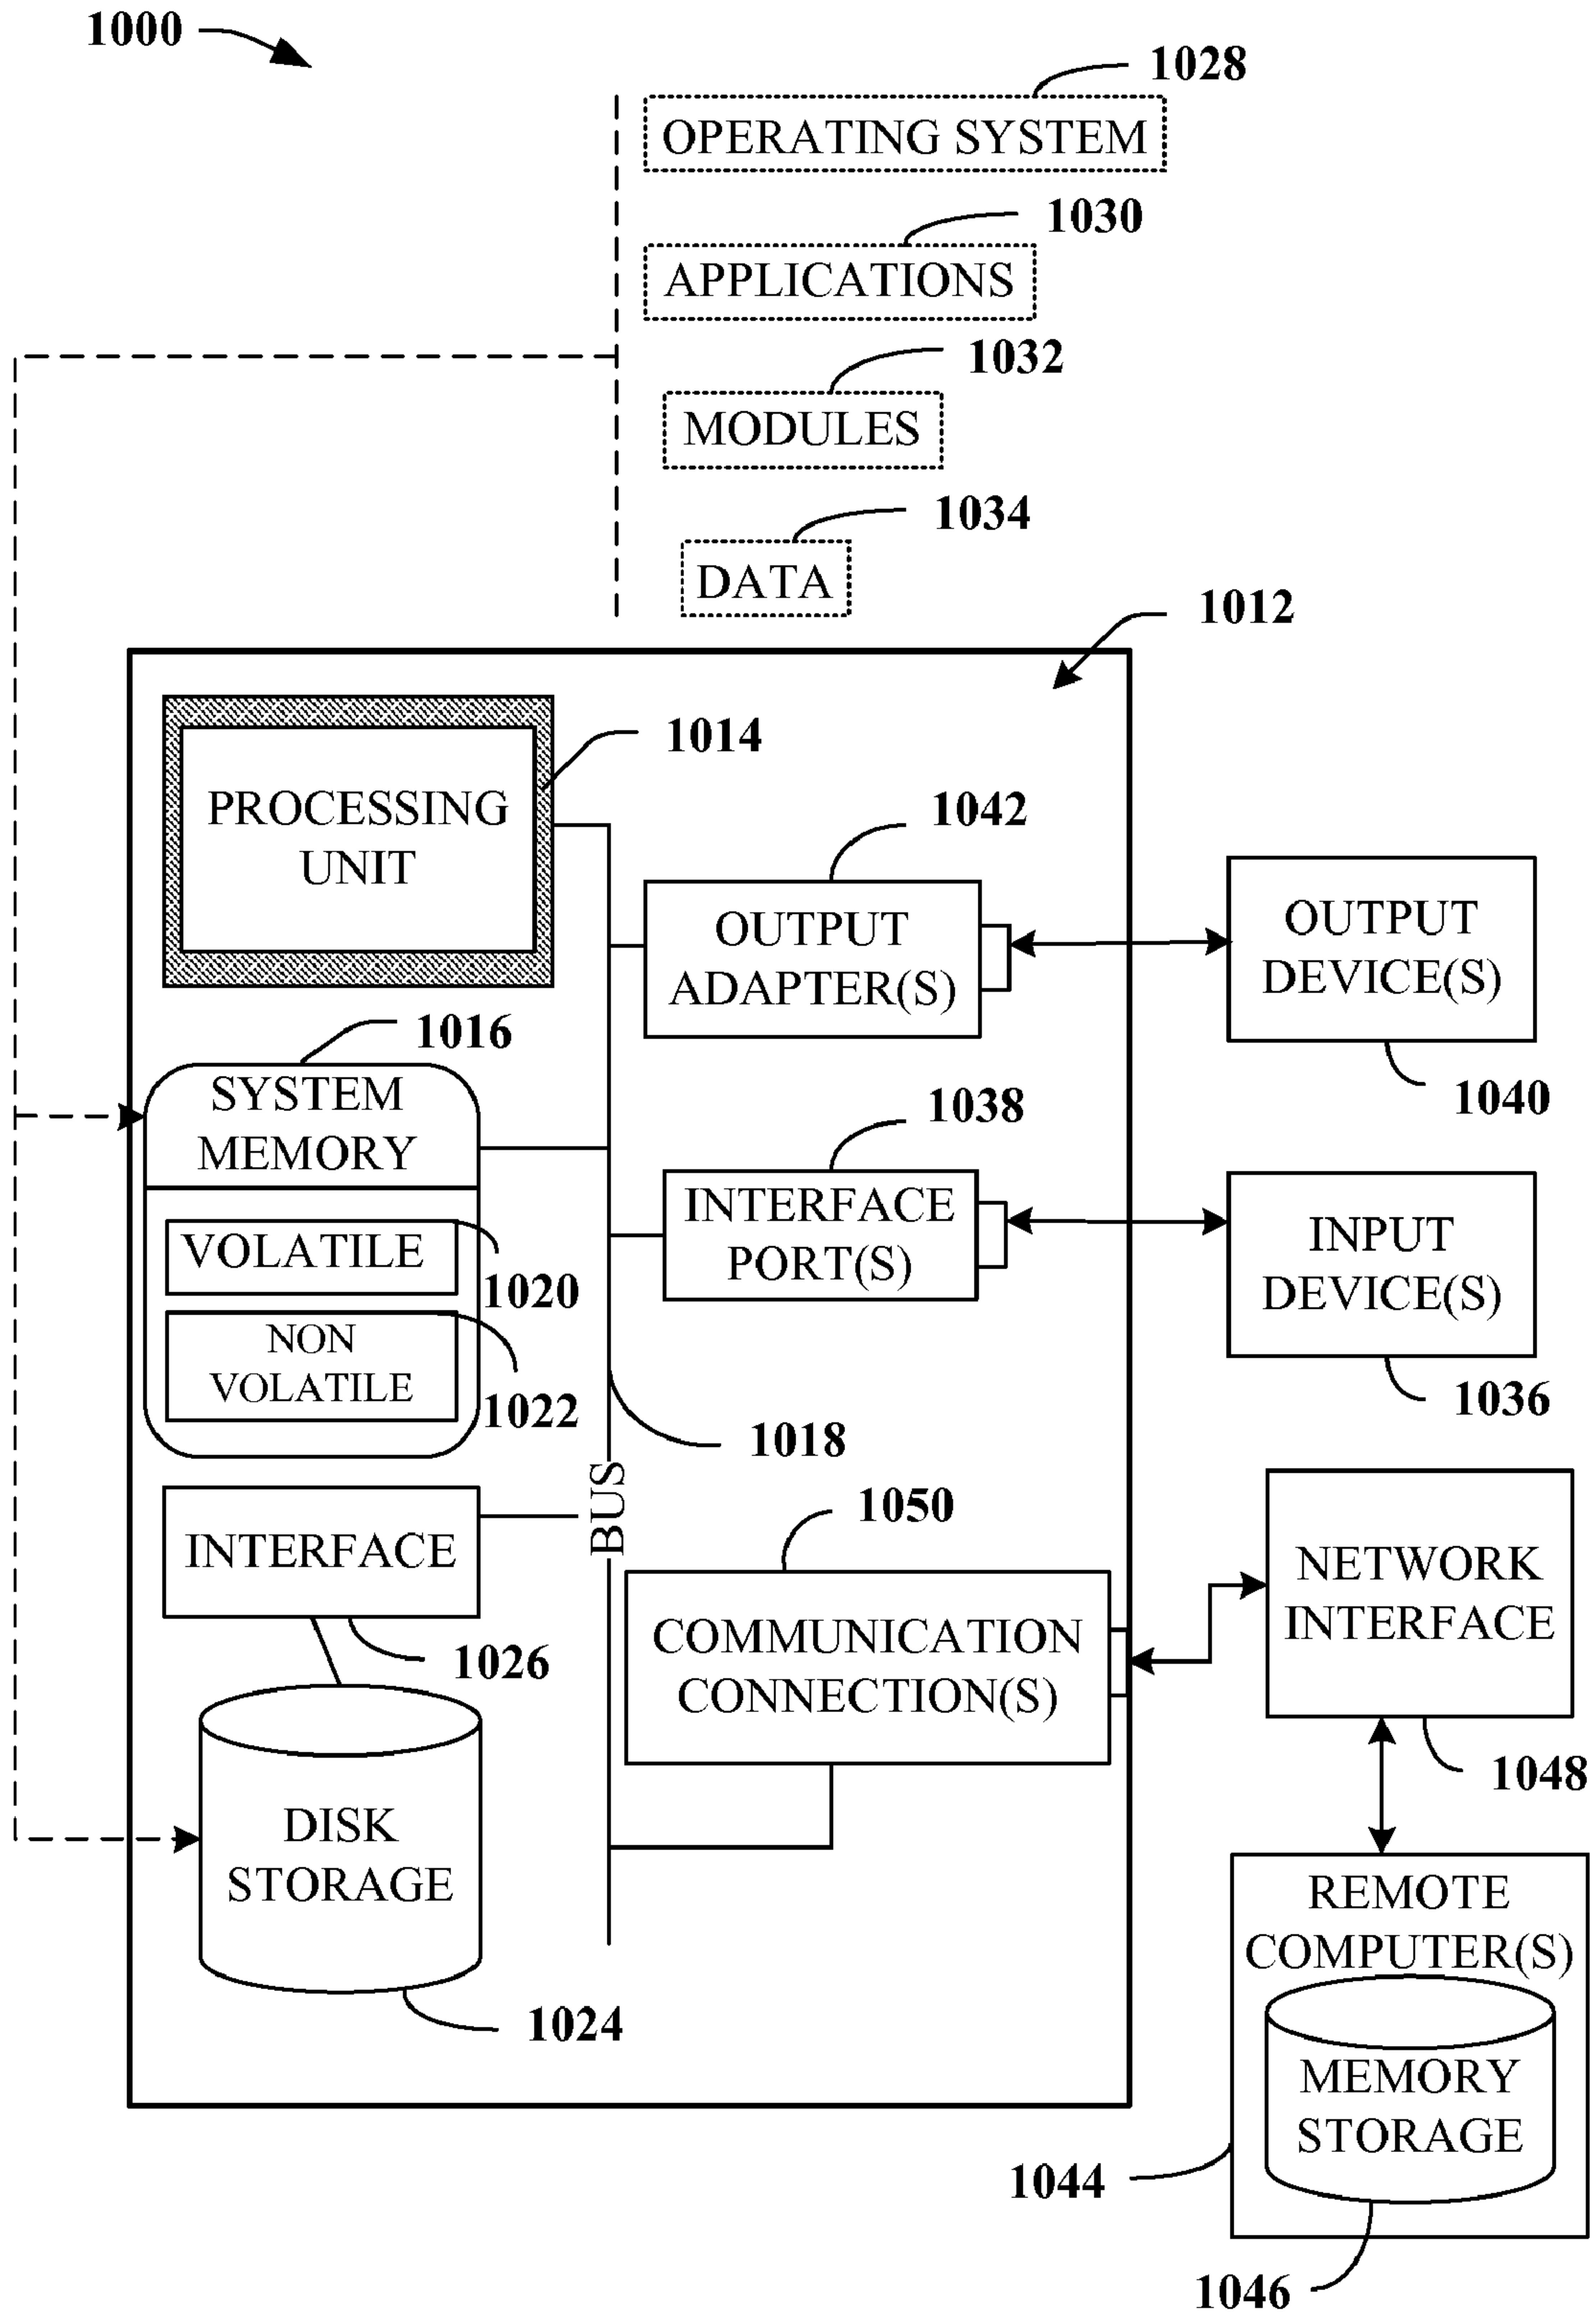 1000
1028
OPERATING SYSTEM
1030
APPLICATIONS
1032
MODULES
1034
DATA
1012
PROCESSING
UNIT
1014
1042
OUTPUT
ADAPTER(S)
OUTPUT
DEVICE(S)
1040
1016
SYSTEM
MEMORY
VOLATILE
1020
NON
VOLATILE
1022
1038
INTERFACE
PORT(S)
INPUT
DEVICE(S)
1036
1018
BUS
INTERFACE
1026
1050
COMMUNICATION
CONNECTION(S)
NETWORK
INTERFACE
1048
DISK
STORAGE
1024
REMOTE
COMPUTER(S)
MEMORY
STORAGE
1044
1046